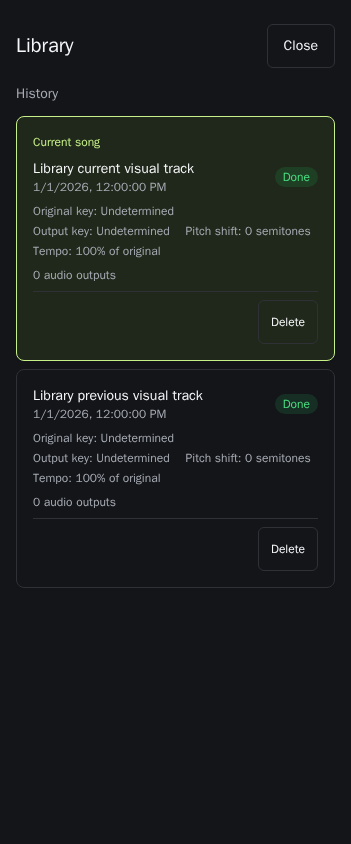 Library
Close
History
Current song
Library current visual track
1/1/2026, 12:00:00 PM
Done
Original key: Undetermined
Output key: Undetermined Pitch shift: 0 semitones
Tempo: 100% of original
0 audio outputs
Delete
Library previous visual track
1/1/2026, 12:00:00 PM
Done
Original key: Undetermined
Output key: Undetermined Pitch shift: 0 semitones
Tempo: 100% of original
0 audio outputs
Delete